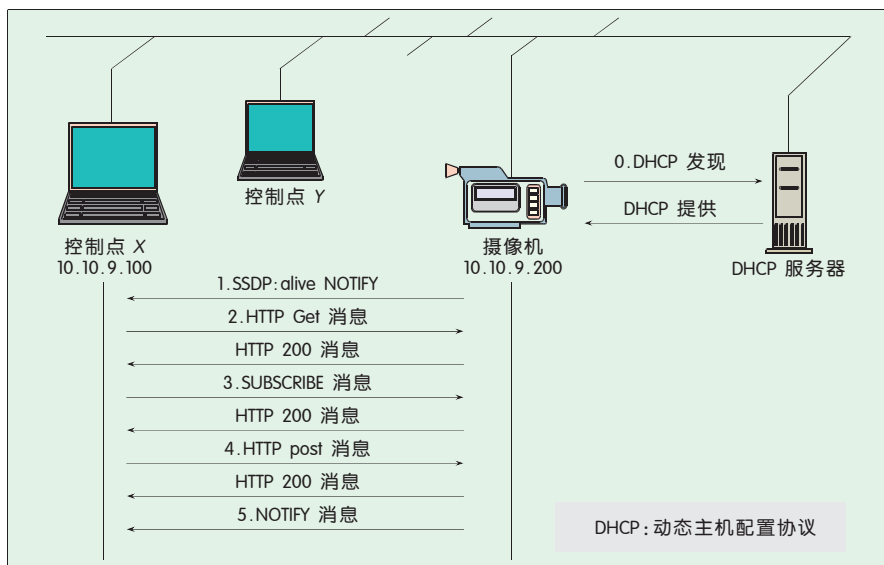 控制点 Y
0.DHCP 发现
DHCP 提供
控制点 X
10.10.9.100
摄像机
10.10.9.200
DHCP 服务器
1.SSDP:alive NOTIFY
2.HTTP Get 消息
HTTP 200 消息
3.SUBSCRIBE 消息
HTTP 200 消息
4.HTTP post 消息
HTTP 200 消息
5.NOTIFY 消息
DHCP:动态主机配置协议